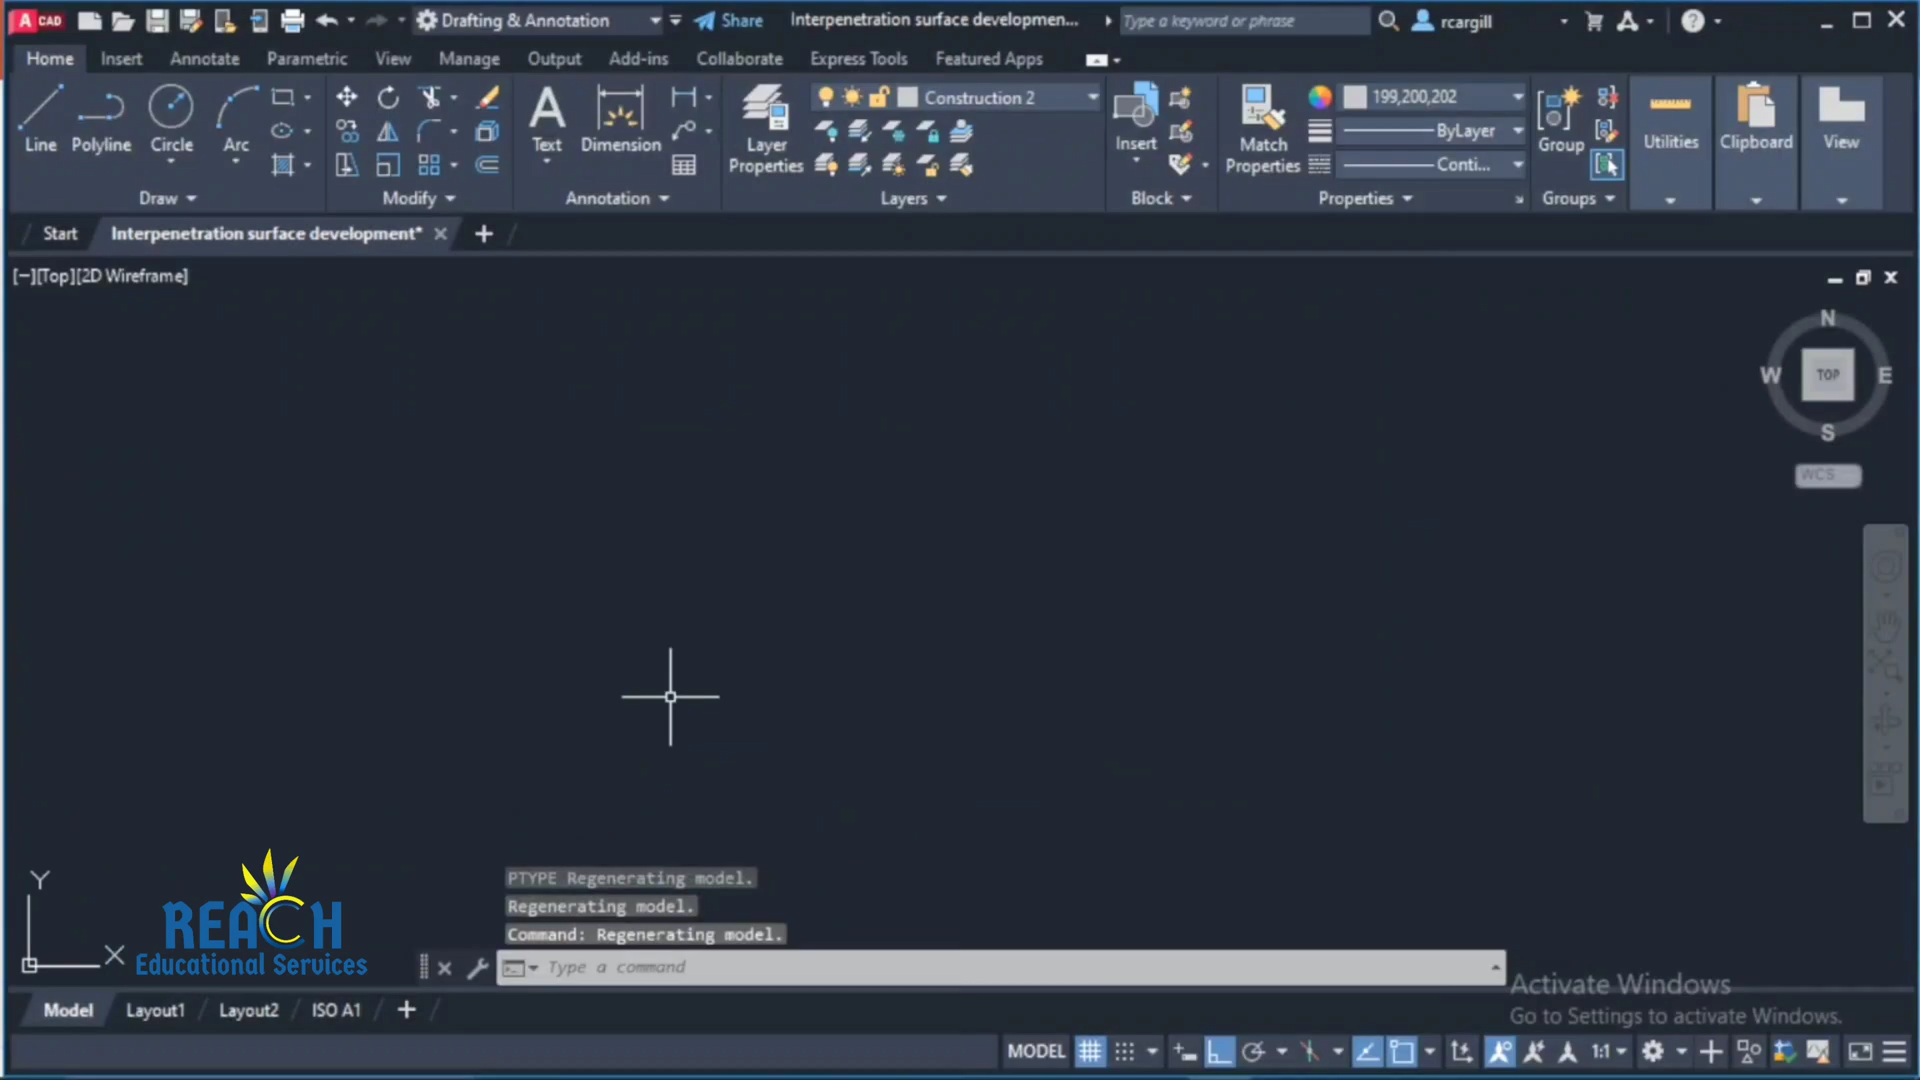 A CAD
Drafting & Annotation
Share
Interpenetration surface developmen...
Type a keyword or phrase
rcargill
Home
Insert
Annotate
Parametric
View
Manage
Output
Add-ins
Collaborate
Express Tools
Featured Apps
Line
Polyline
Circle
Arc
Draw
Modify
A
Text
Dimension
Annotation
Layer
Properties
Construction 2
Layers
Insert
Block
Match
Properties
199,200,202
ByLayer
Conti...
Properties
Group
Groups
Utilities
Clipboard
View
Start
Interpenetration surface development*
[−][Top][2D Wireframe]
N
W
TOP
E
S
WCS
Y
X
REACH
Educational Services
PTYPE Regenerating model.
Regenerating model.
Command: Regenerating model.
Type a command
Activate Windows
Go to Settings to activate Windows.
Model
Layout1
Layout2
ISO A1
MODEL
1:1